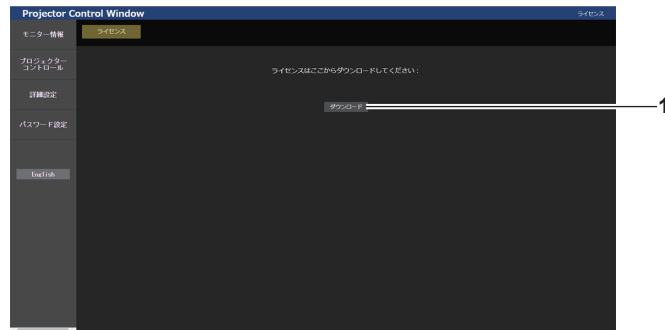 Projector Control Window
ライセンス
モニター情報
ライセンス
プロジェクター
コントロール
ライセンスはここからダウンロードしてください：
詳細設定
ダウンロード
1
パスワード設定
English